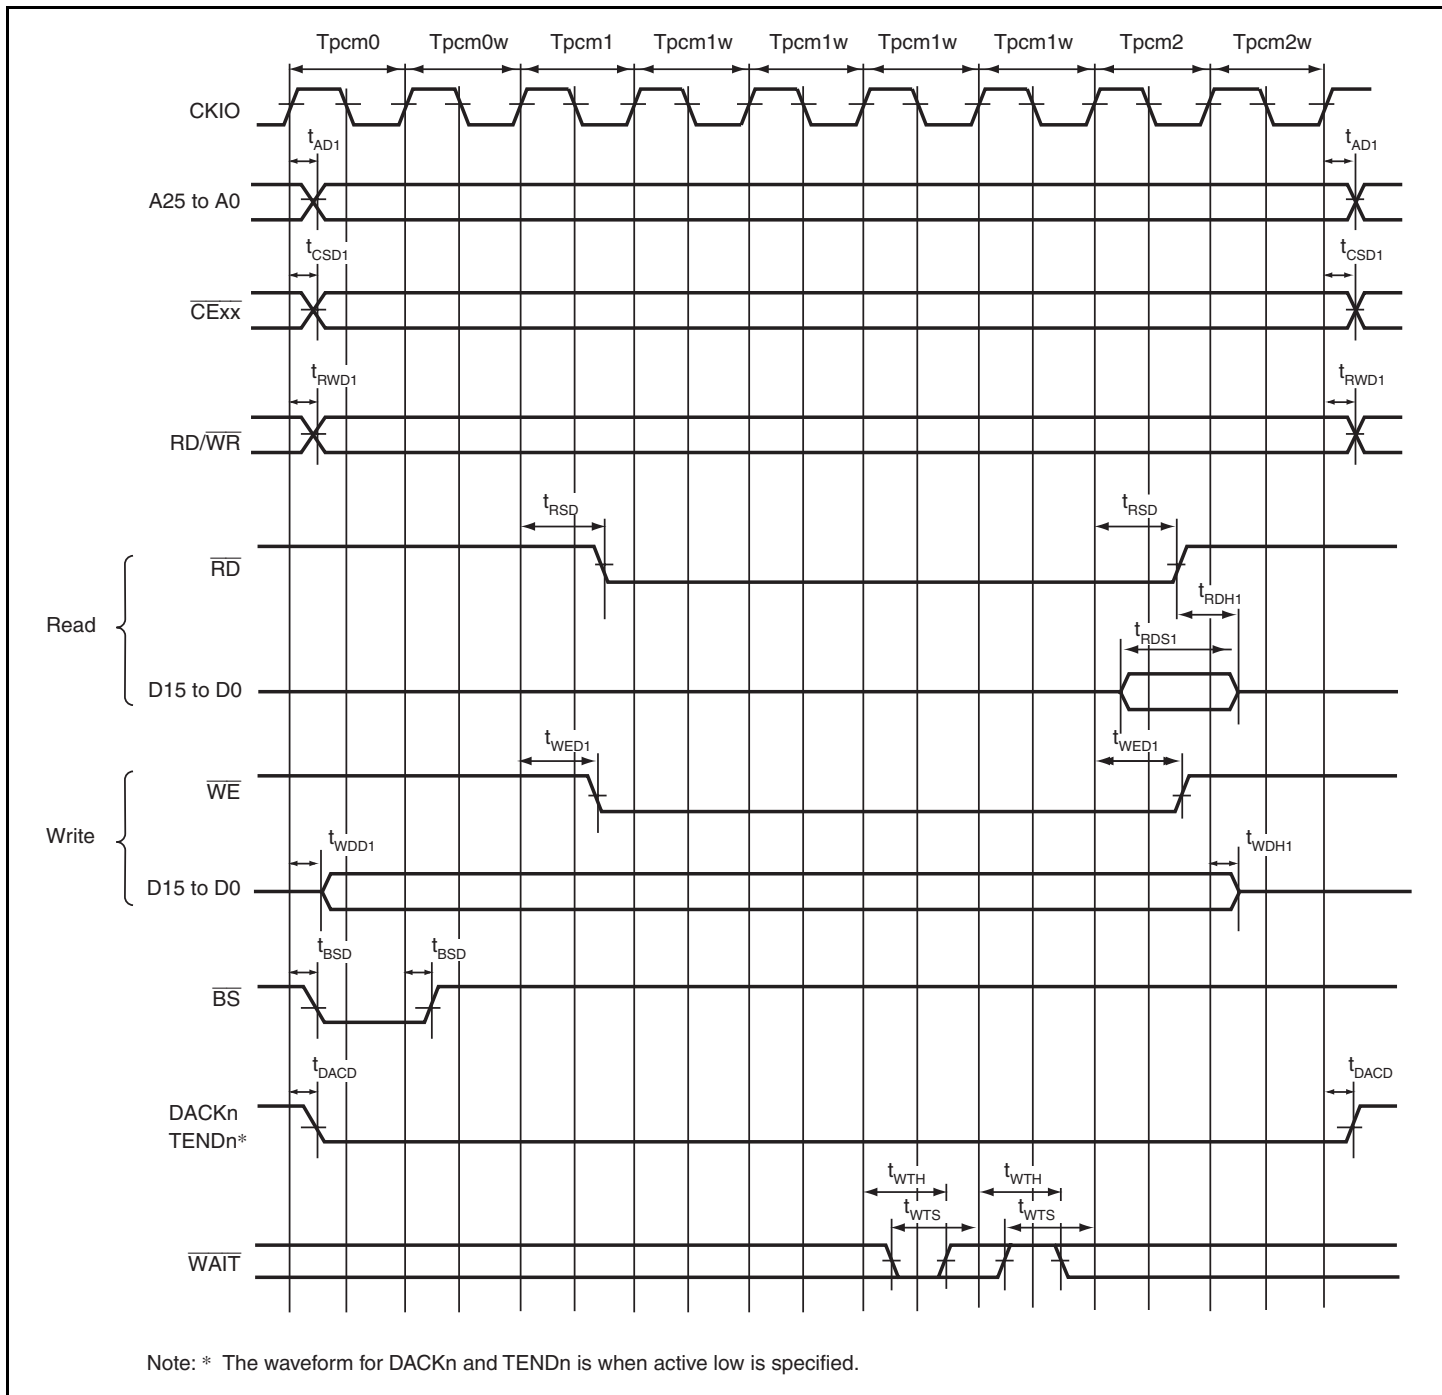 Tpcm0 Tpcm0w Tpcm1 Tpcm1w Tpcm1w Tpcm1w Tpcm1w Tpcm2 Tpcm2w
CKIO
tAD1 tAD1
A25 to A0
tCSD1 tCSD1
CExx
tRWD1 tRWD1
RD/WR
tRSD tRSD
RD
tRDH1
Read
tRDS1
D15 to D0
tWED1 tWED1
WE
Write
tWDD1 tWDH1
D15 to D0
tBSD tBSD
BS
tDACD tDACD
DACKn
TENDn*
tWTH tWTH
tWTS tWTS
WAIT
Note: * The waveform for DACKn and TENDn is when active low is specified.